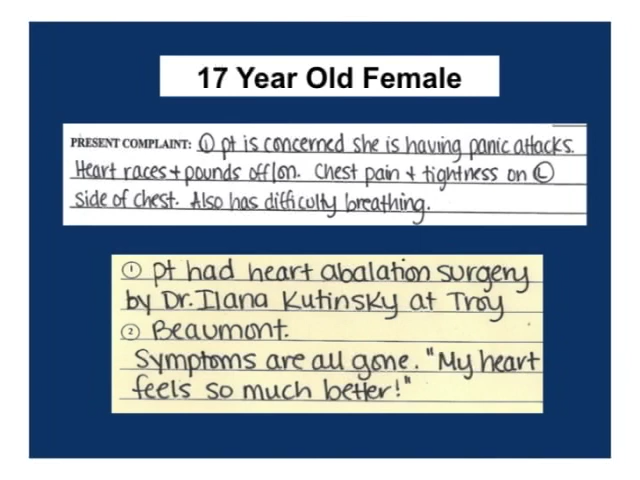 17 Year Old Female
PRESENT COMPLAINT: ① pt is concerned she is having panic attacks.
Heart races + pounds off/on. Chest pain + tightness on Ⓛ
side of chest. Also has difficulty breathing.
① pt had heart abalation surgery
by Dr. Ilana Kutinsky at Troy
② Beaumont.
Symptoms are all gone. "My heart
feels so much better!"